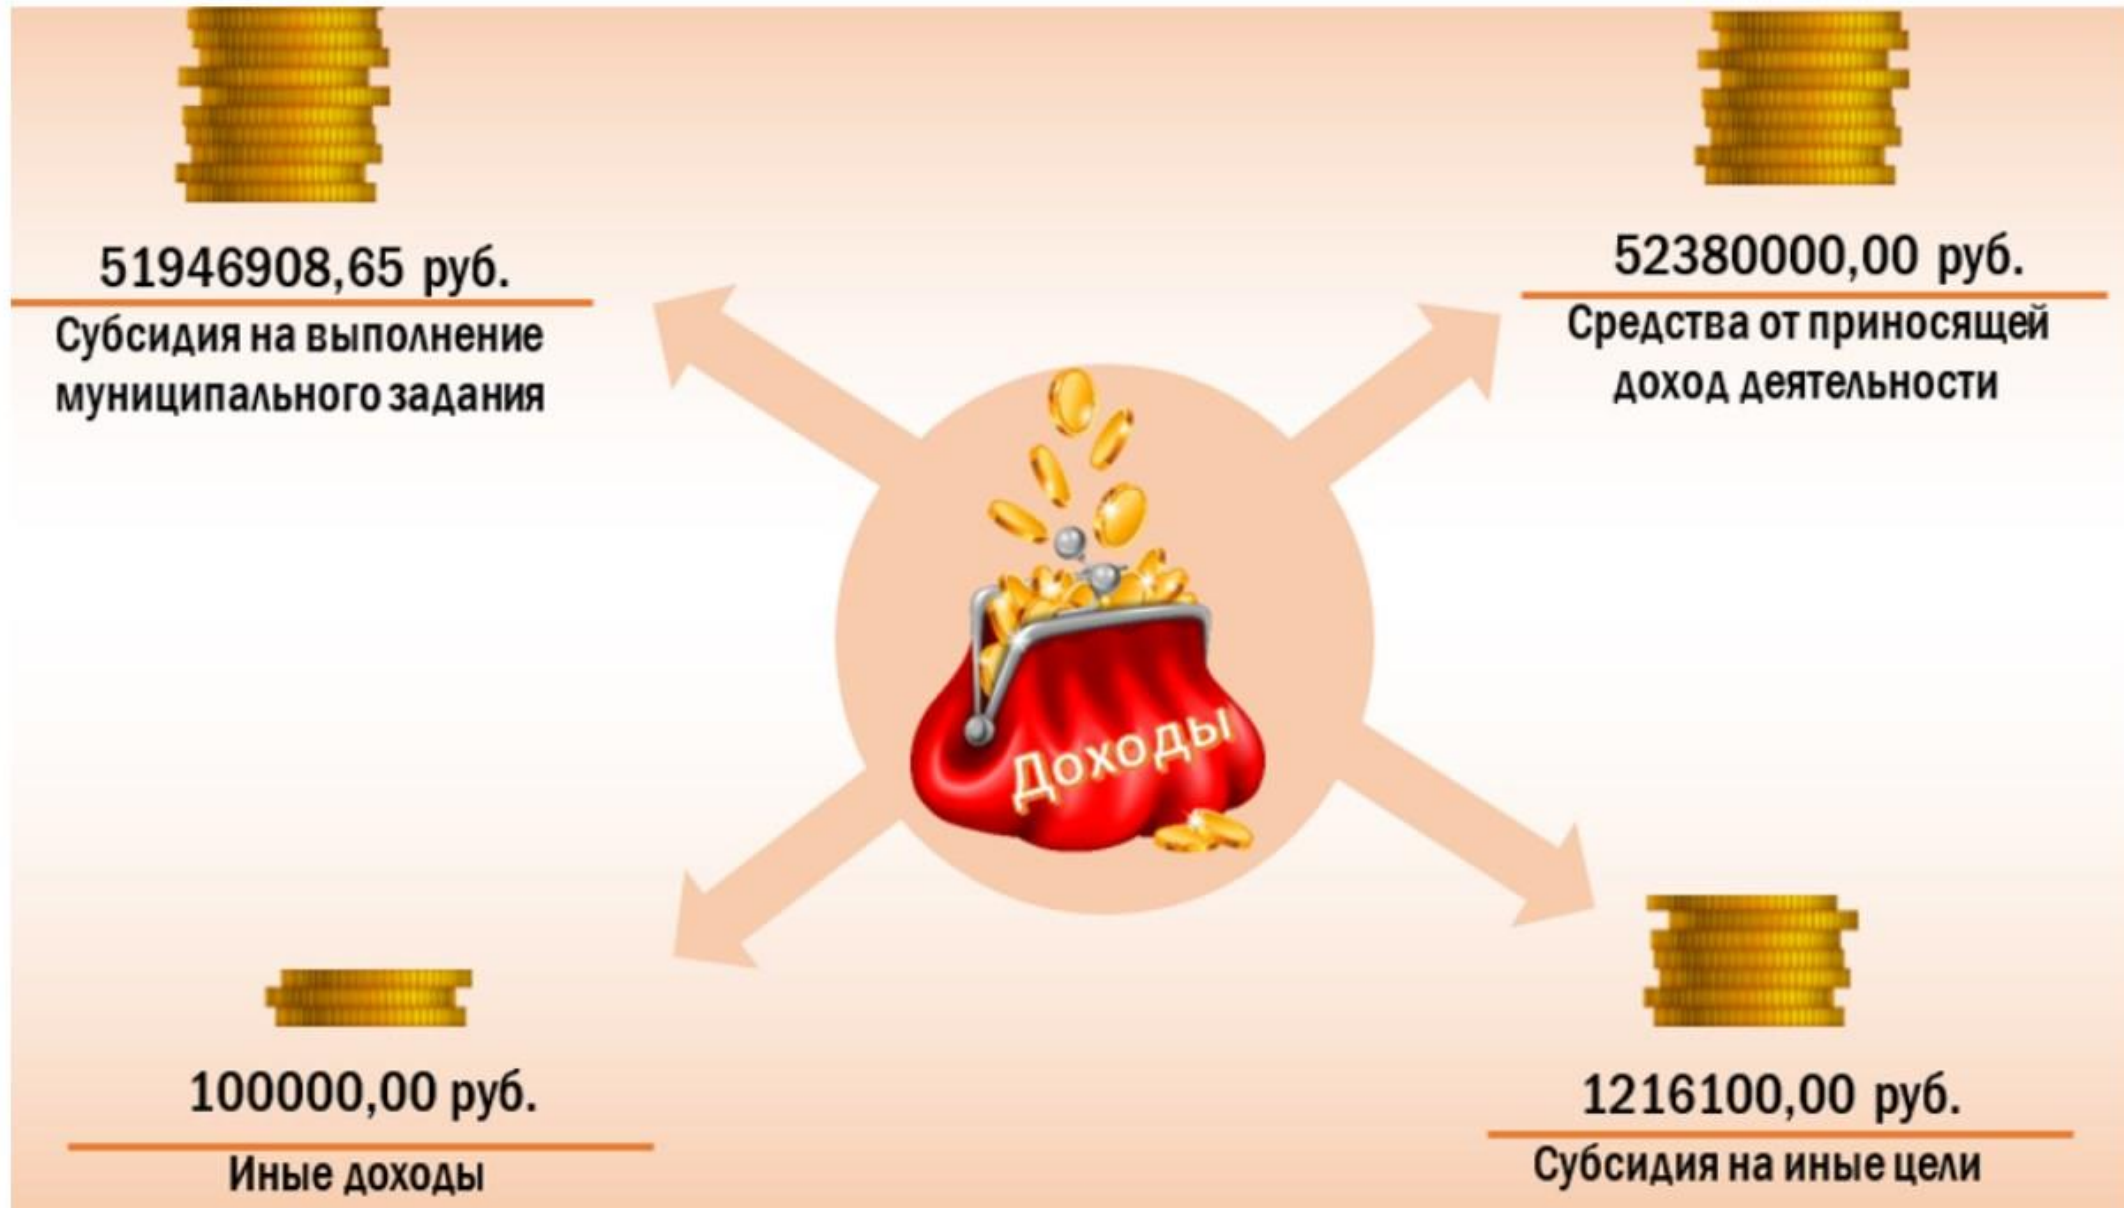 51946908,65 руб.
Субсидия на выполнение
муниципального задания
52380000,00 руб.
Средства от приносящей
доход деятельности
Доходы
100000,00 руб.
Иные доходы
1216100,00 руб.
Субсидия на иные цели